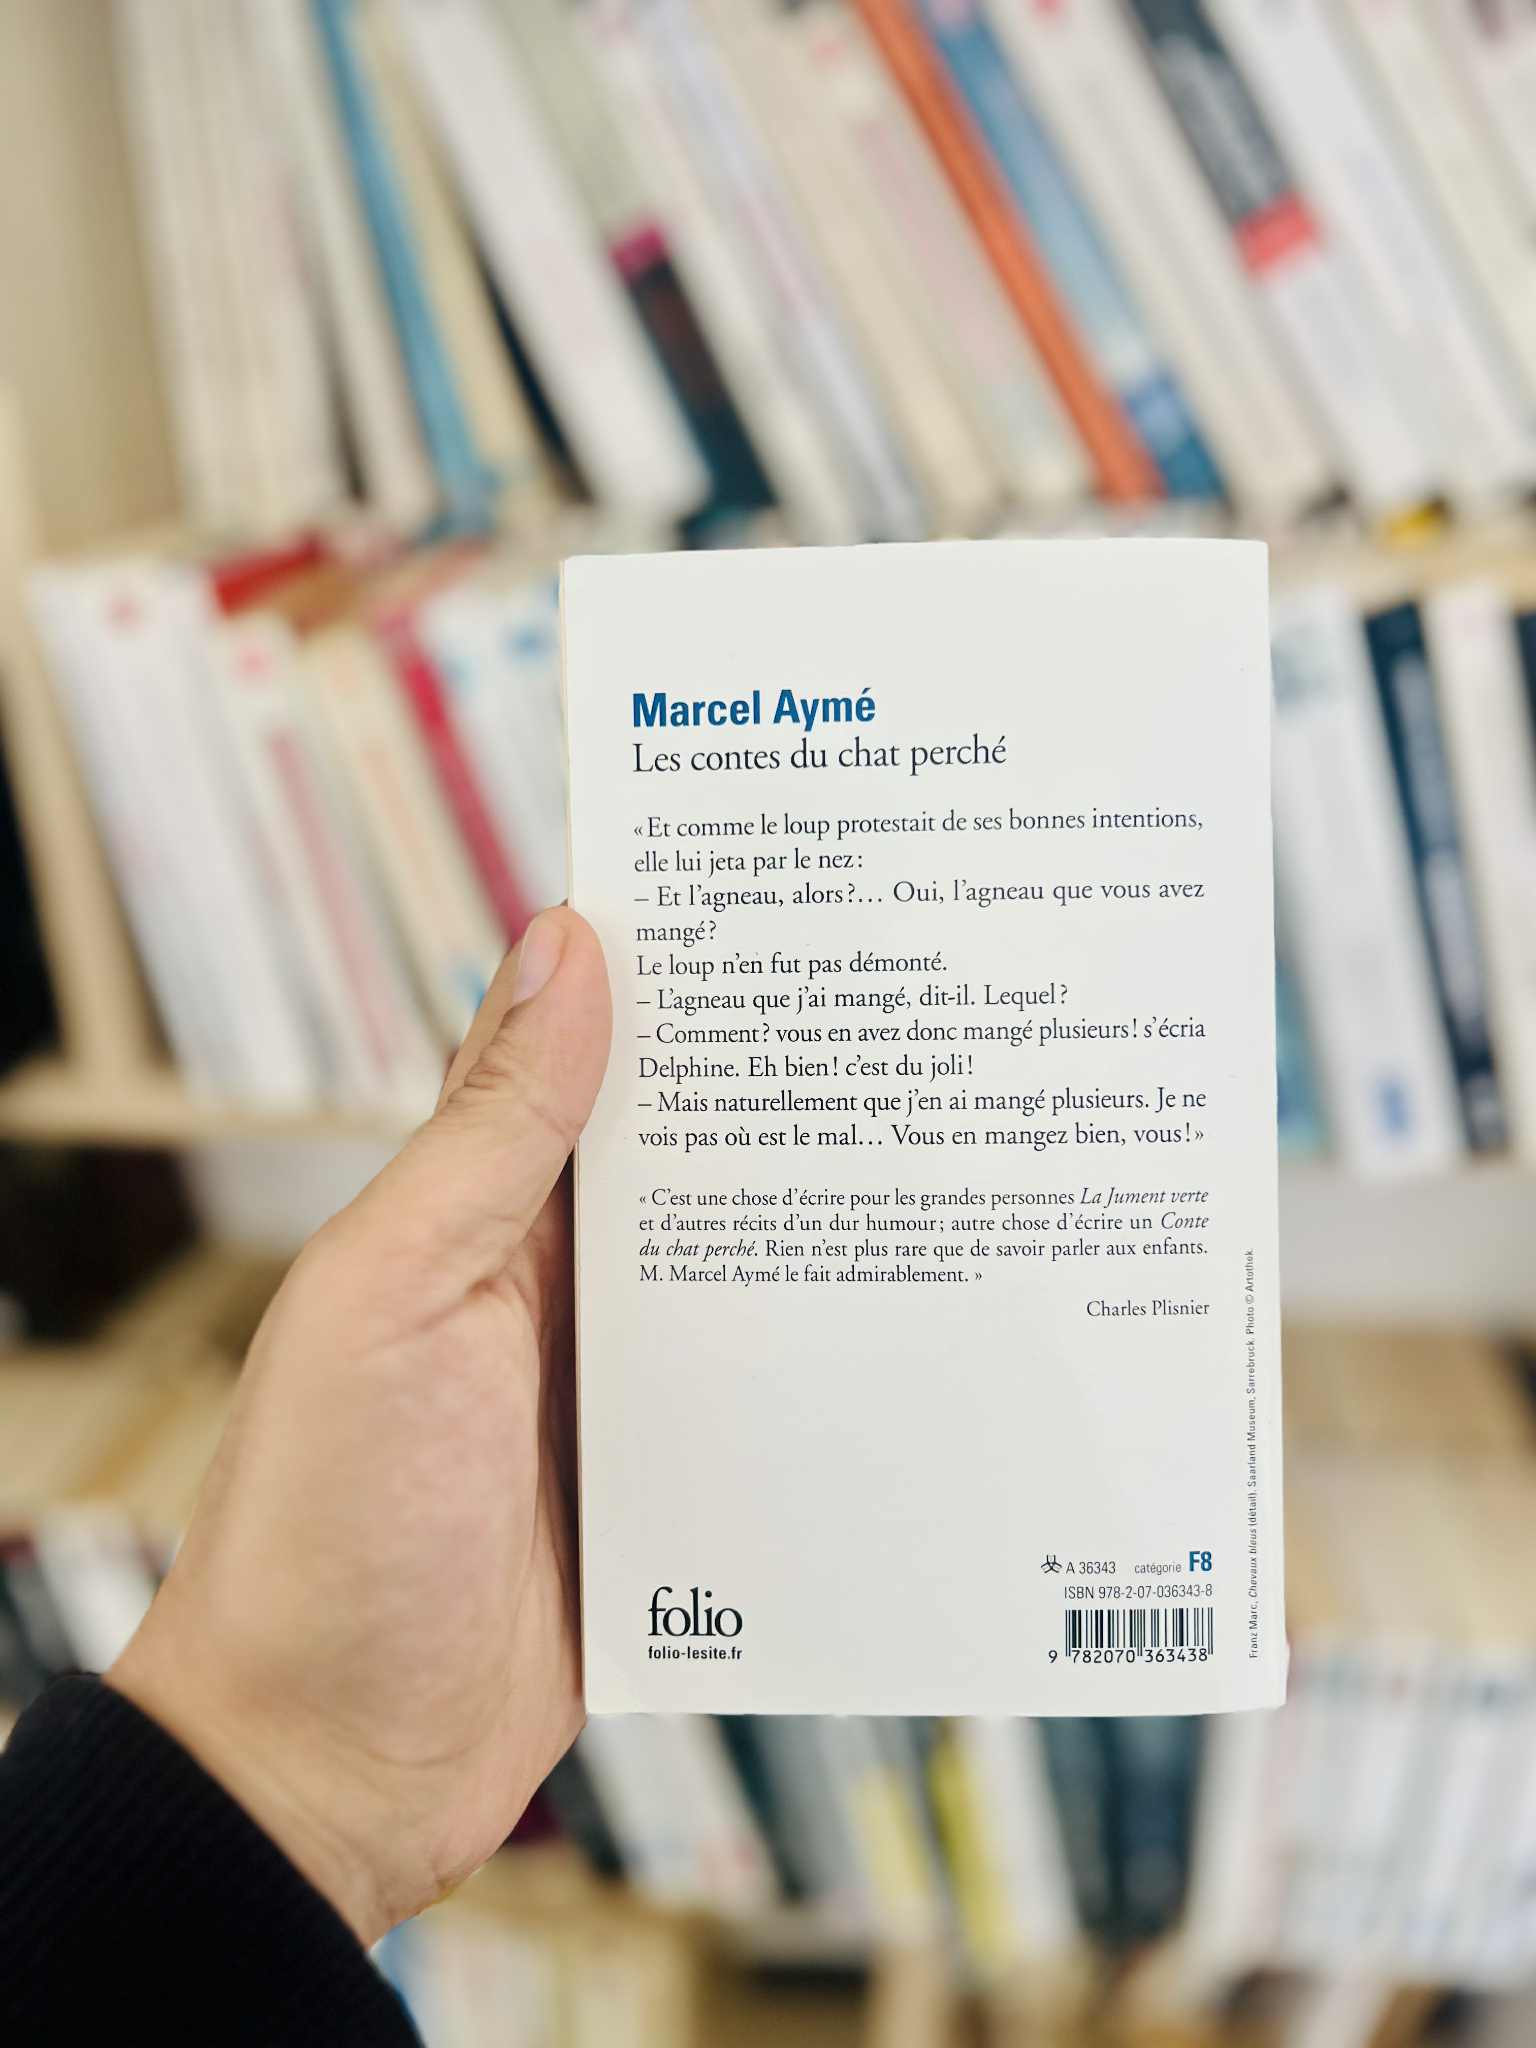 Marcel Aymé
Les contes du chat perché
« Et comme le loup protestait de ses bonnes intentions,
elle lui jeta par le nez :
– Et l'agneau, alors ?… Oui, l'agneau que vous avez
mangé ?
Le loup n'en fut pas démonté.
– L'agneau que j'ai mangé, dit-il. Lequel ?
– Comment ? vous en avez donc mangé plusieurs ! s'écria
Delphine. Eh bien ! c'est du joli !
– Mais naturellement que j'en ai mangé plusieurs. Je ne
vois pas où est le mal… Vous en mangez bien, vous ! »
« C'est une chose d'écrire pour les grandes personnes La Jument verte
et d'autres récits d'un dur humour ; autre chose d'écrire un Conte
du chat perché. Rien n'est plus rare que de savoir parler aux enfants.
M. Marcel Aymé le fait admirablement. »
Charles Plisnier
Franz Marc, Chevaux bleus (détail). Saarland Museum, Sarrebruck. Photo © Artothek.
A 36343 catégorie F8
ISBN 978-2-07-036343-8
9 782070 363438
folio
folio-lesite.fr